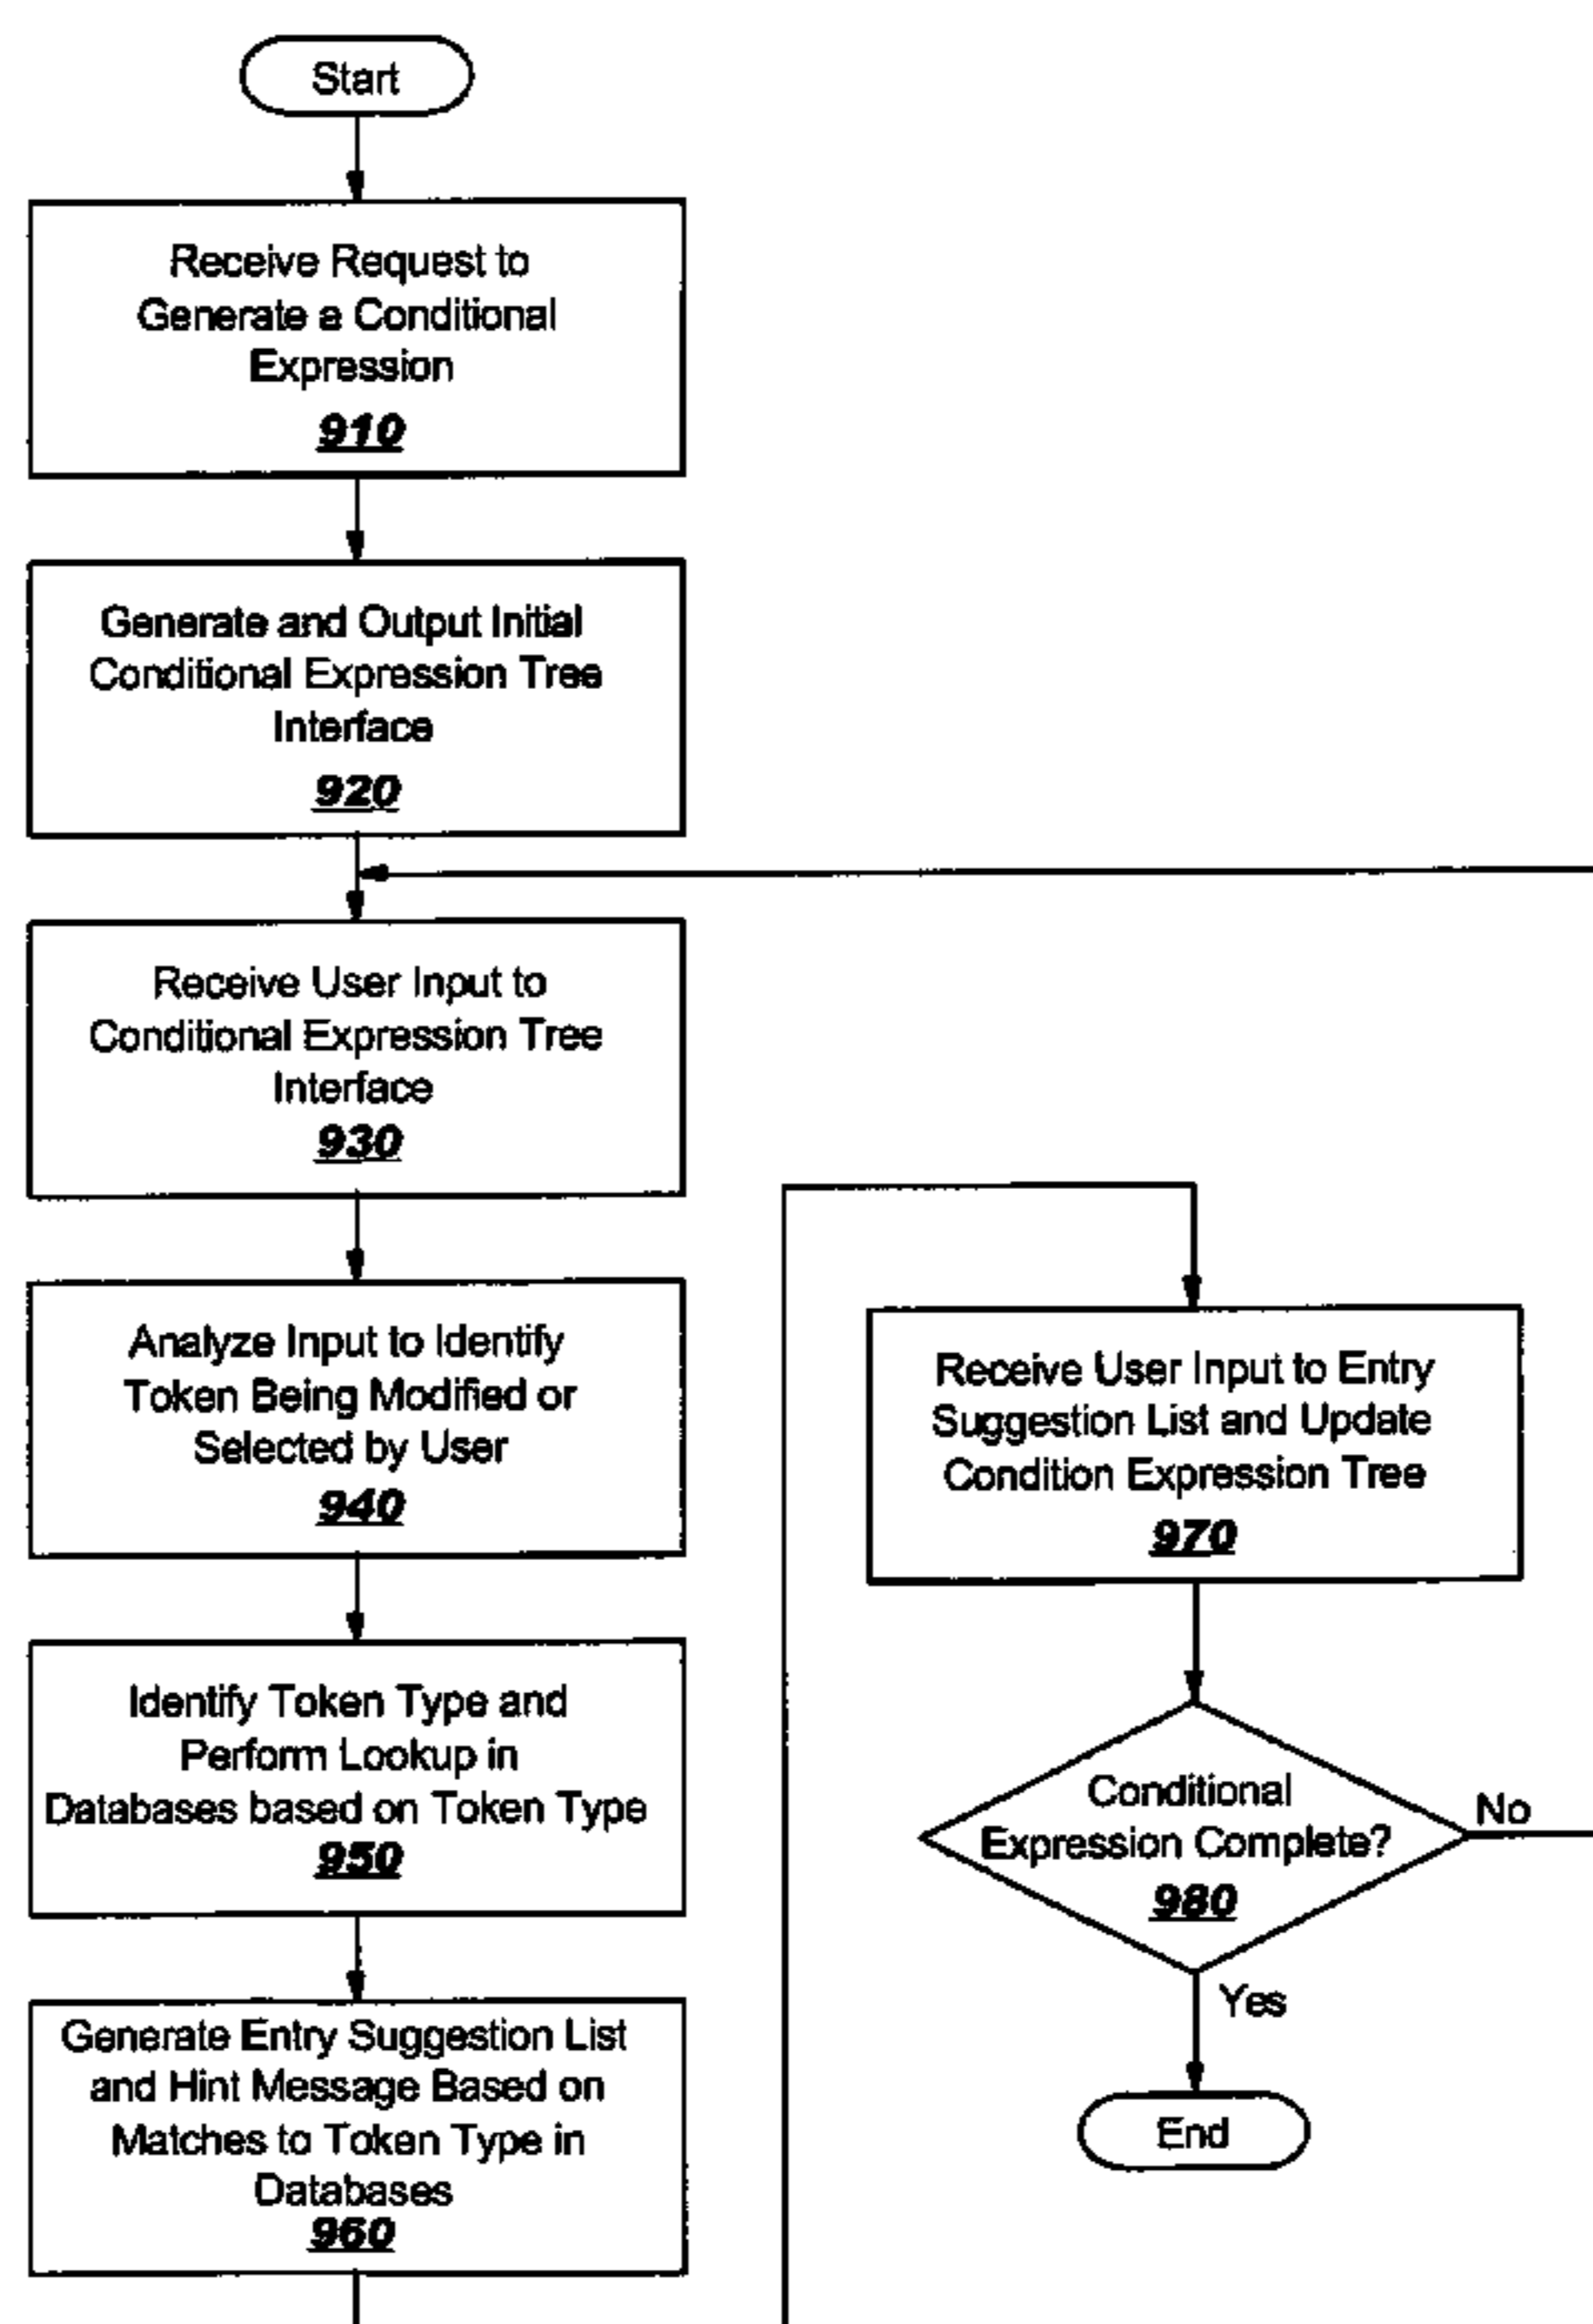 Start
Receive Request to
Generate a Conditional
Expression
910
Generate and Output Initial
Conditional Expression Tree
Interface
920
Receive User Input to
Conditional Expression Tree
Interface
930
Analyze Input to Identify
Token Being Modified or
Selected by User
940
Identify Token Type and
Perform Lookup in
Databases based on Token Type
950
Generate Entry Suggestion List
and Hint Message Based on
Matches to Token Type in
Databases
960
Receive User Input to Entry
Suggestion List and Update
Condition Expression Tree
970
Conditional
Expression Complete?
980
No
Yes
End